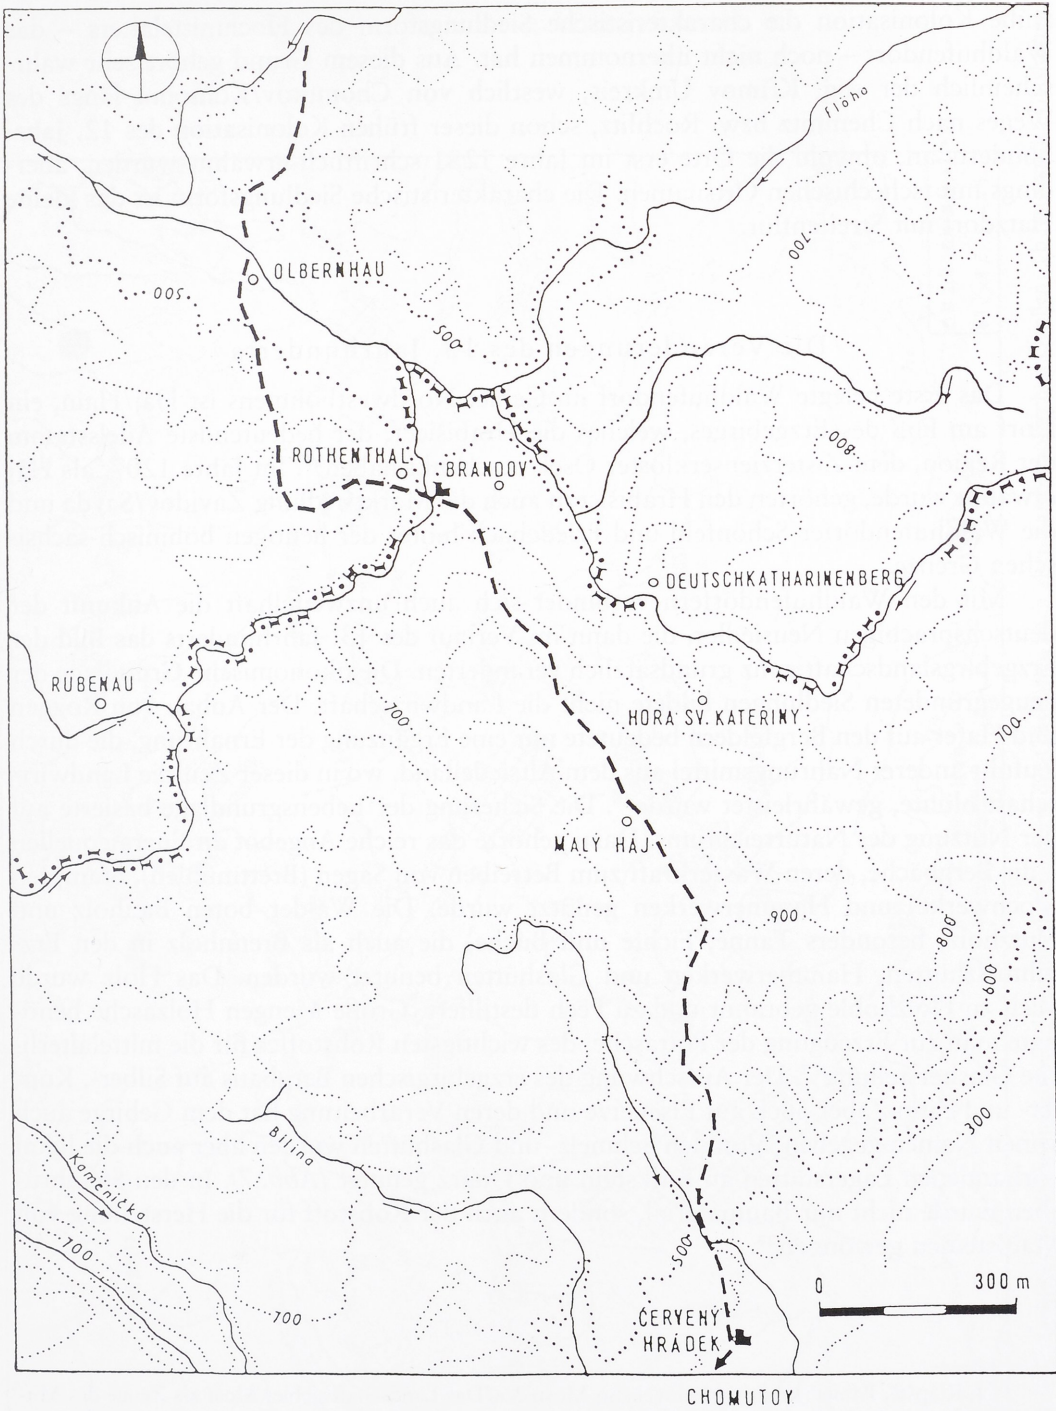 Flöha
700
OLBERNHAU
500
500
800
ROTHENTHAL
BRANDOV
DEUTSCHKATHARINENBERG
RÜBENAU
HORA SV. KATEŘINY
700
700
MALÝ HÁJ
900
800
600
300
Bílina
Kamenička
700
500
700
0 300 m
ČERVENÝ
HRÁDEK
CHOMUTOV